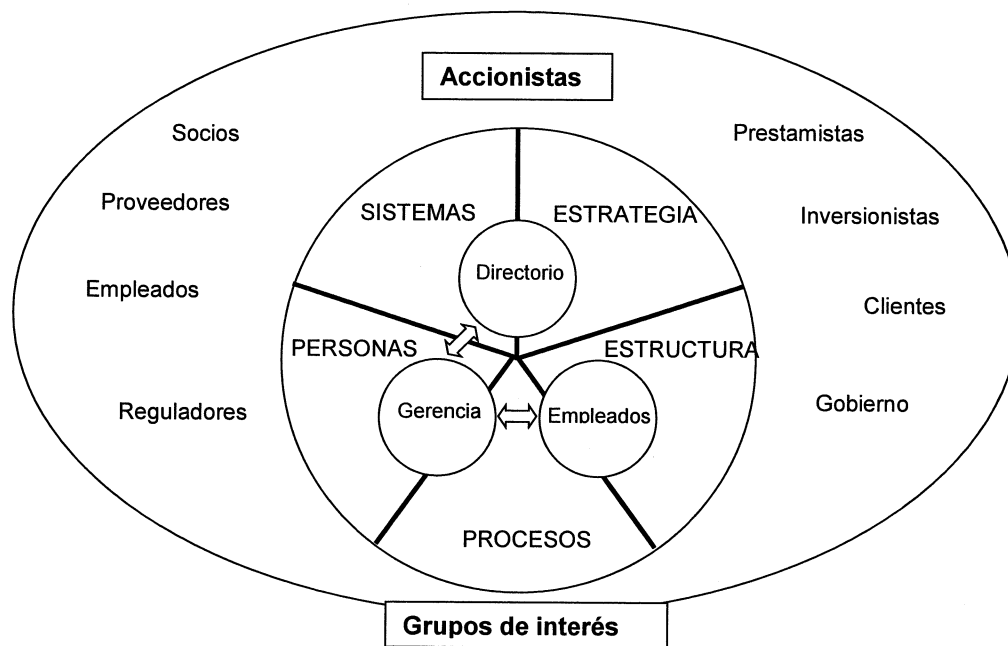 Accionistas
Socios
Prestamistas
Proveedores
SISTEMAS
ESTRATEGIA
Inversionistas
Directorio
Empleados
Clientes
PERSONAS
ESTRUCTURA
Reguladores
Gerencia
Empleados
Gobierno
PROCESOS
Grupos de interés